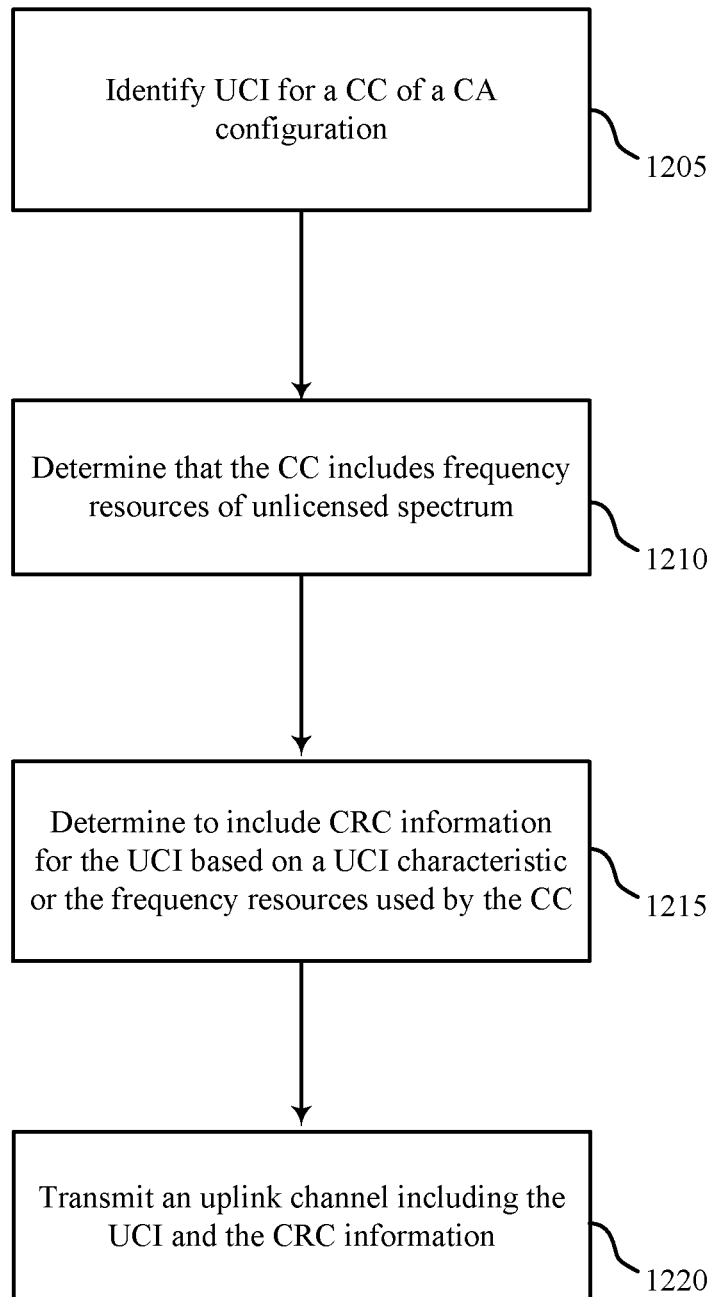 Identify UCI for a CC of a CA
configuration
1205
Determine that the CC includes frequency
resources of unlicensed spectrum
1210
Determine to include CRC information
for the UCI based on a UCI characteristic
or the frequency resources used by the CC
1215
Transmit an uplink channel including the
UCI and the CRC information
1220